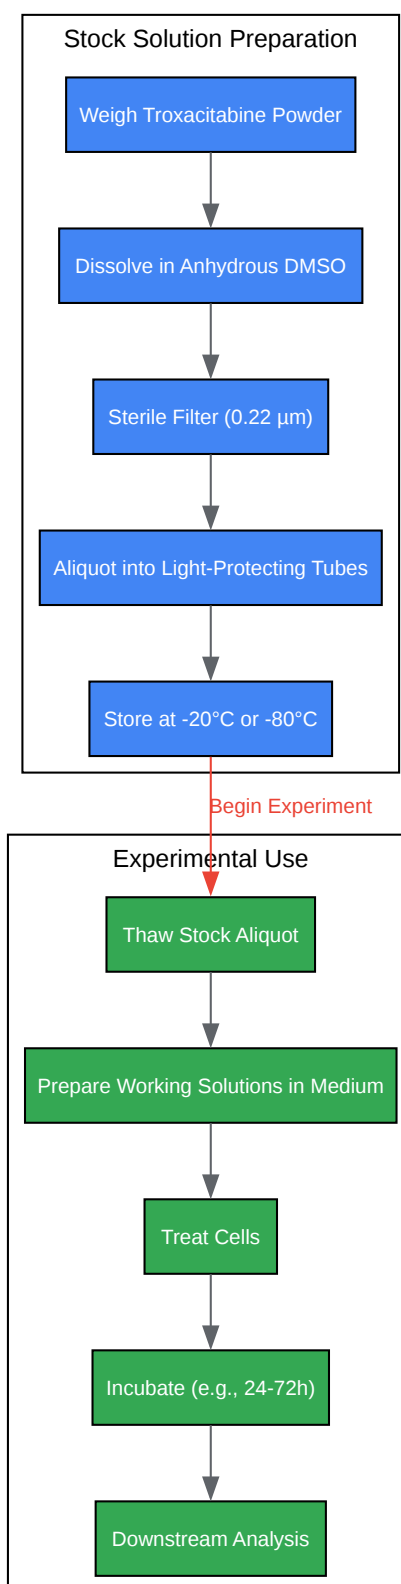 Stock Solution Preparation
Weigh Troxacitabine Powder
Dissolve in Anhydrous DMSO
Sterile Filter (0.22 µm)
Aliquot into Light-Protecting Tubes
Store at -20°C or -80°C
Begin Experiment
Experimental Use
Thaw Stock Aliquot
Prepare Working Solutions in Medium
Treat Cells
Incubate (e.g., 24-72h)
Downstream Analysis